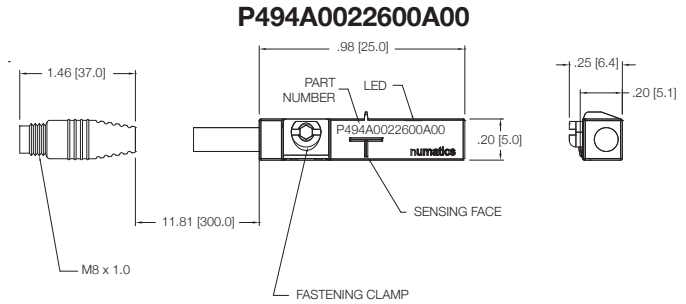 P494A0022600A00
.98 [25.0]
.25 [6.4]
1.46 [37.0]
PART
NUMBER
LED
.20 [5.1]
P494A0022600A00
.20 [5.0]
numatics
11.81 [300.0]
SENSING FACE
M8 x 1.0
FASTENING CLAMP